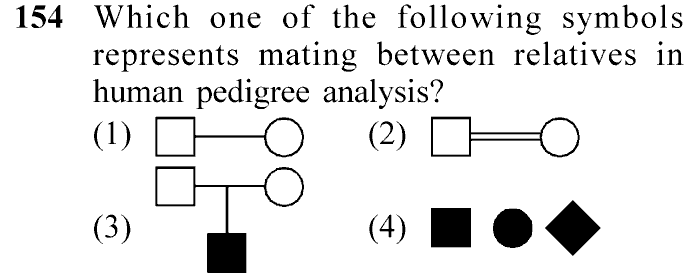 154 Which one of the following symbols
represents mating between relatives in
human pedigree analysis?
(1) (2)
(3) (4)